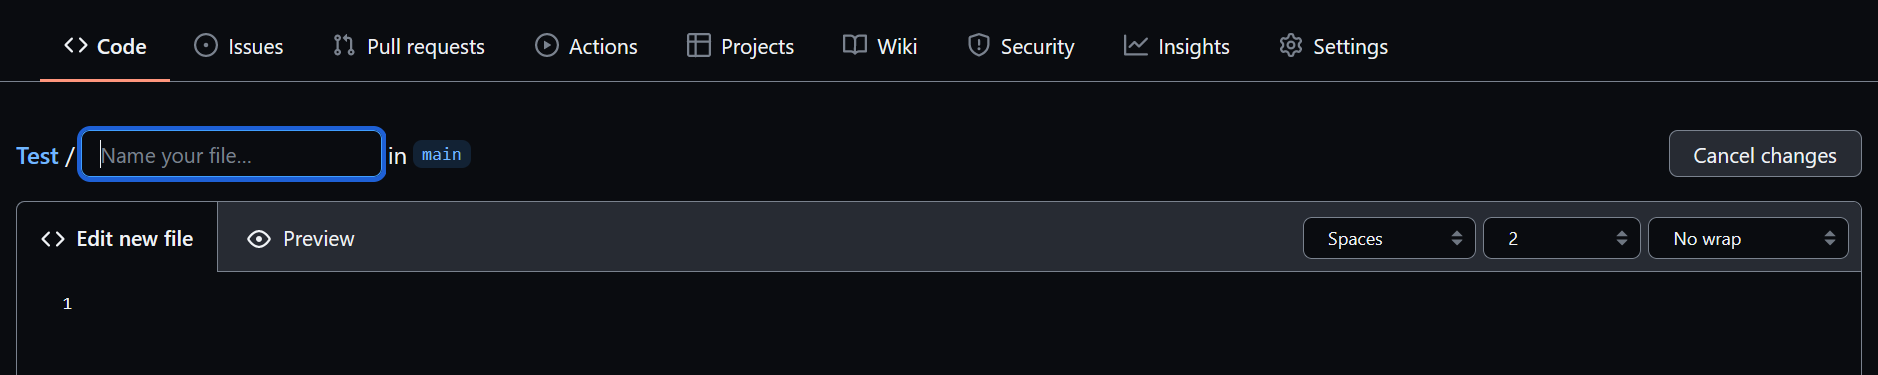 Code Issues Pull requests Actions Projects Wiki Security Insights Settings
Test / Name your file... in main Cancel changes
Edit new file Preview Spaces 2 No wrap
1